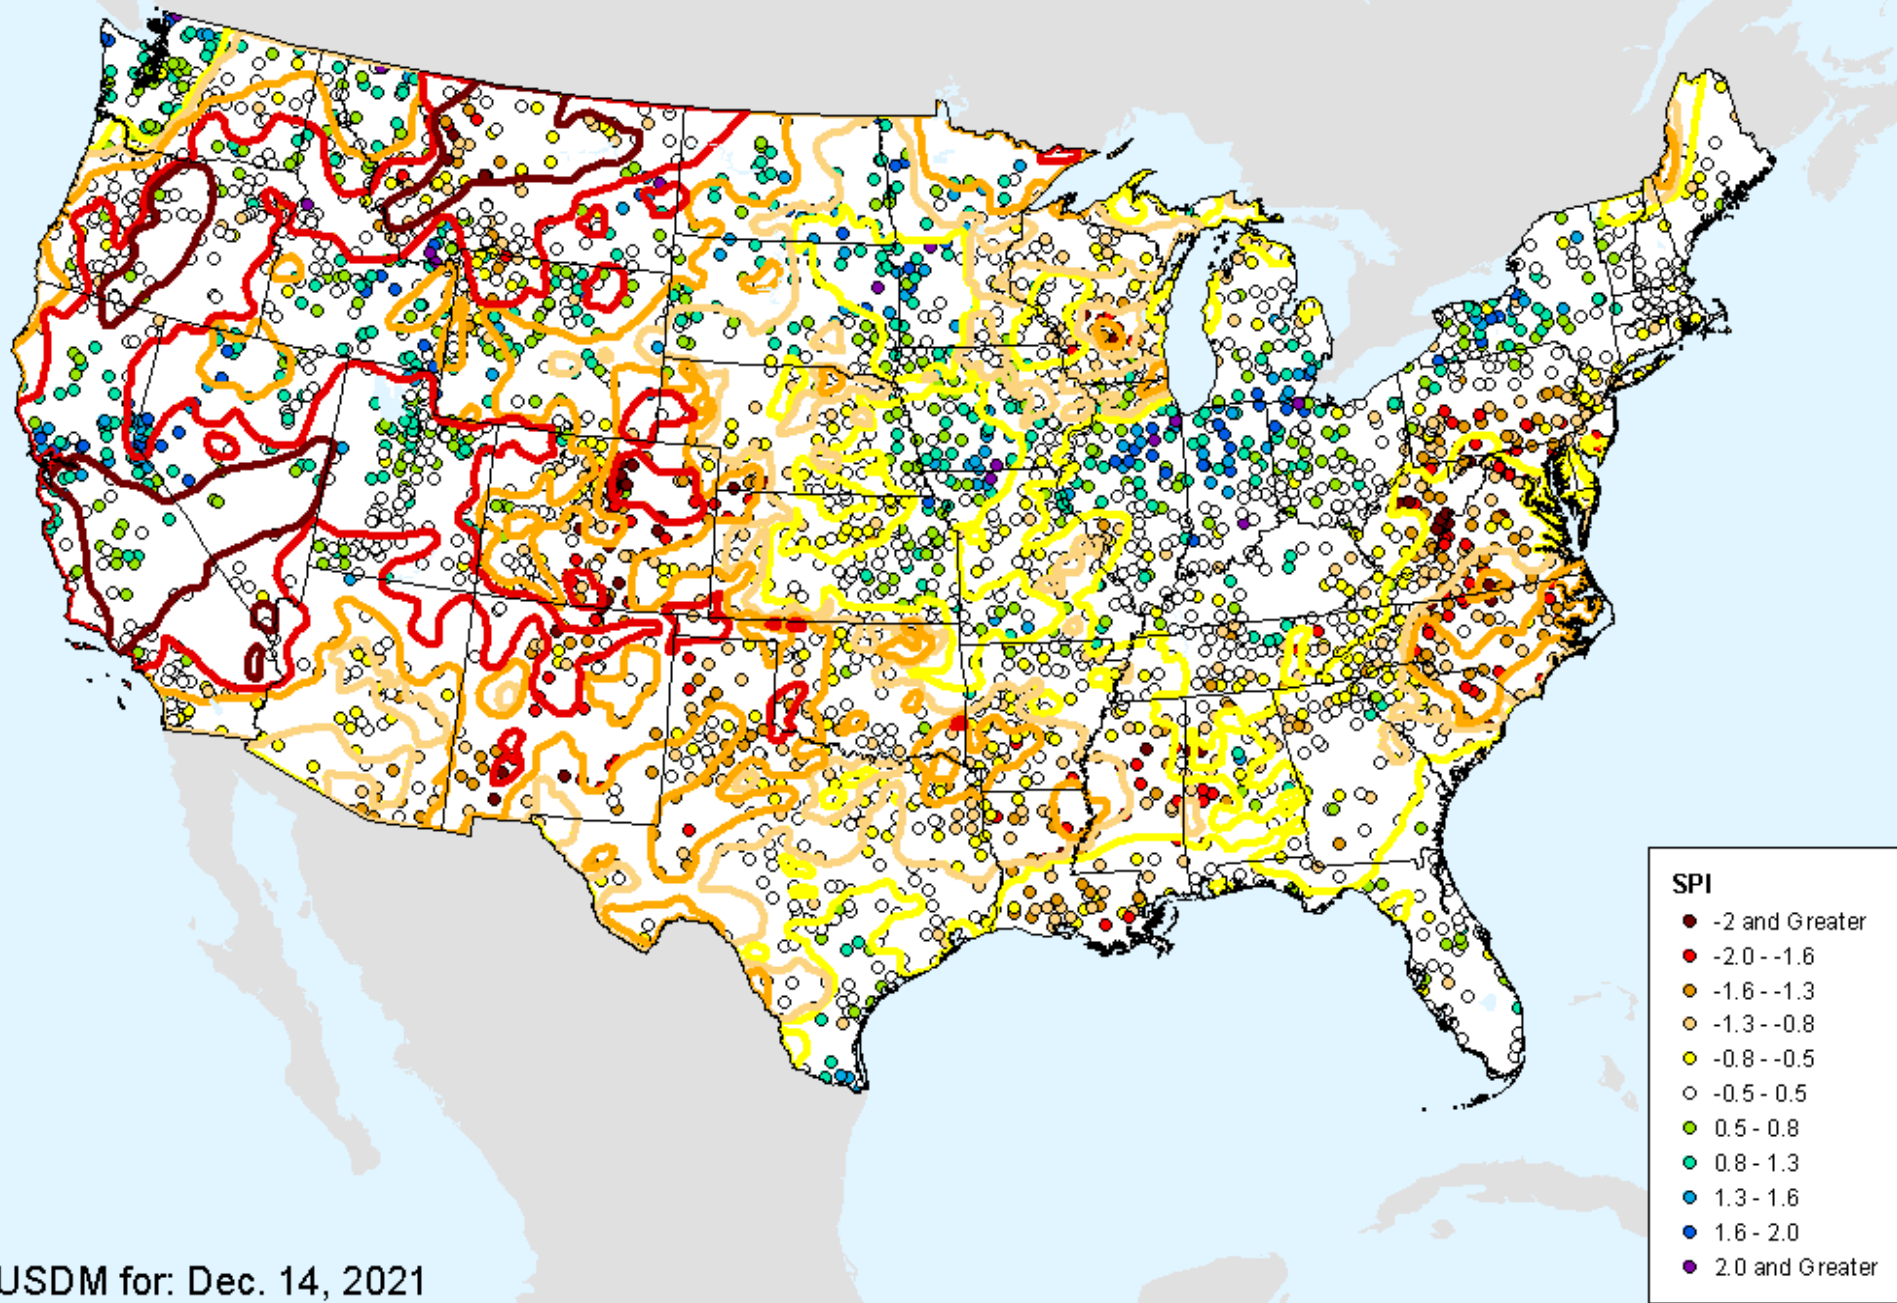 SPI
-2 and Greater
-2.0 - -1.6
-1.6 - -1.3
-1.3 - -0.8
-0.8 - -0.5
-0.5 - 0.5
0.5 - 0.8
0.8 - 1.3
1.3 - 1.6
1.6 - 2.0
2.0 and Greater
USDM for: Dec. 14, 2021